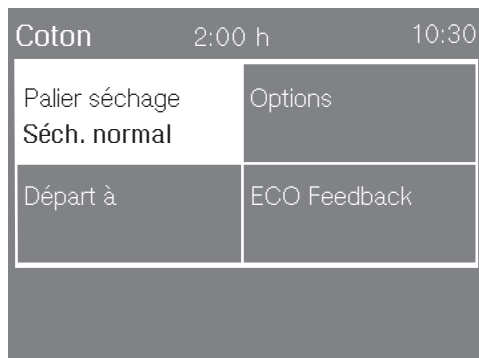 Coton 2:00 h 10:30
Palier séchage Options
Séch. normal
Départ à ECO Feedback